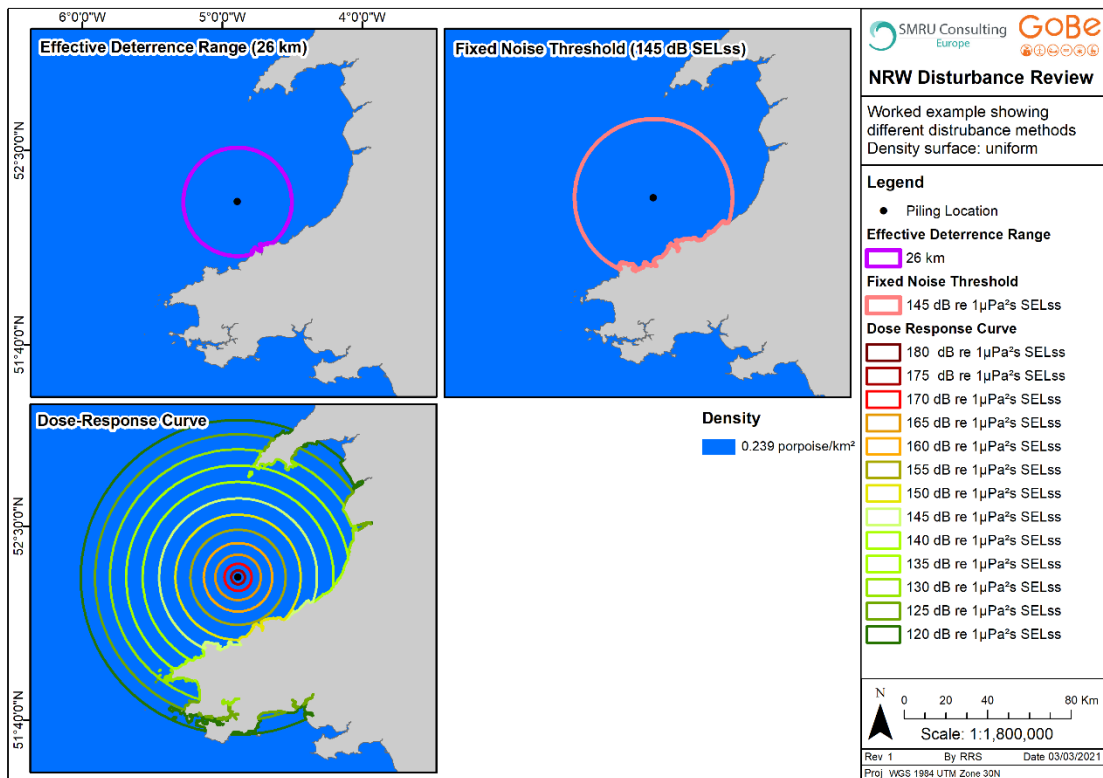 6°0'0"W 5°0'0"W 4°0'0"W
Effective Deterrence Range (26 km)
Fixed Noise Threshold (145 dB SELss)
52°30'0"N
51°40'0"N
Dose-Response Curve
52°30'0"N
51°40'0"N
Density
0.239 porpoise/km²
SMRU Consulting
Europe
GoBe
NRW Disturbance Review
Worked example showing
different distrubance methods
Density surface: uniform
Legend
Piling Location
Effective Deterrence Range
26 km
Fixed Noise Threshold
145 dB re 1µPa²s SELss
Dose Response Curve
180 dB re 1µPa²s SELss
175 dB re 1µPa²s SELss
170 dB re 1µPa²s SELss
165 dB re 1µPa²s SELss
160 dB re 1µPa²s SELss
155 dB re 1µPa²s SELss
150 dB re 1µPa²s SELss
145 dB re 1µPa²s SELss
140 dB re 1µPa²s SELss
135 dB re 1µPa²s SELss
130 dB re 1µPa²s SELss
125 dB re 1µPa²s SELss
120 dB re 1µPa²s SELss
N
0 20 40 80 Km
Scale: 1:1,800,000
Rev 1 By RRS Date 03/03/2021
Proj WGS 1984 UTM Zone 30N